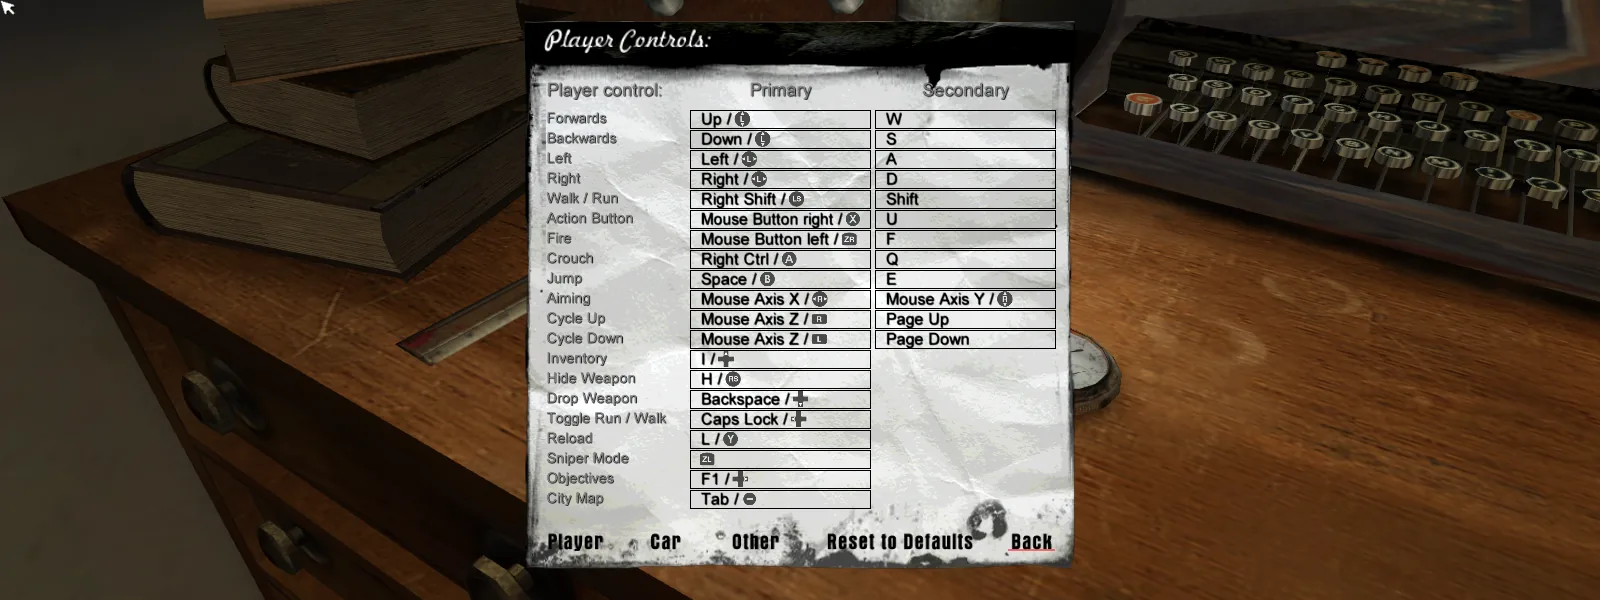 Player Controls:
Player control: Primary Secondary
Forwards Up / L W
Backwards Down / L S
Left Left / L A
Right Right / L D
Walk / Run Right Shift / LS Shift
Action Button Mouse Button right / X U
Fire Mouse Button left / ZR F
Crouch Right Ctrl / A Q
Jump Space / B E
Aiming Mouse Axis X / R Mouse Axis Y / R
Cycle Up Mouse Axis Z / R Page Up
Cycle Down Mouse Axis Z / L Page Down
Inventory I /
Hide Weapon H / RS
Drop Weapon Backspace /
Toggle Run / Walk Caps Lock /
Reload L / Y
Sniper Mode ZL
Objectives F1 /
City Map Tab /
Player Car Other Reset to Defaults Back